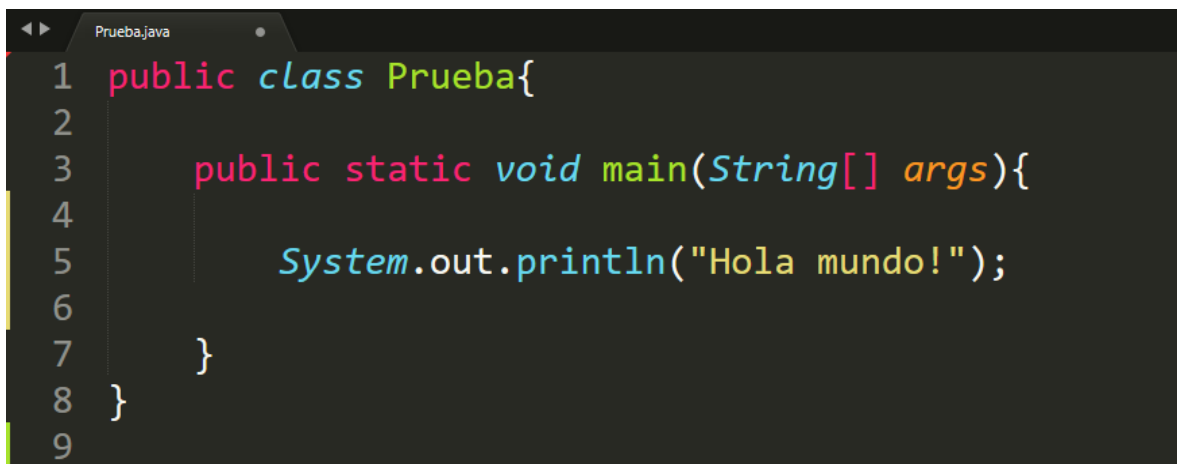 Prueba.java
1 public class Prueba{
2
3 public static void main(String[] args){
4
5 System.out.println("Hola mundo!");
6
7 }
8 }
9